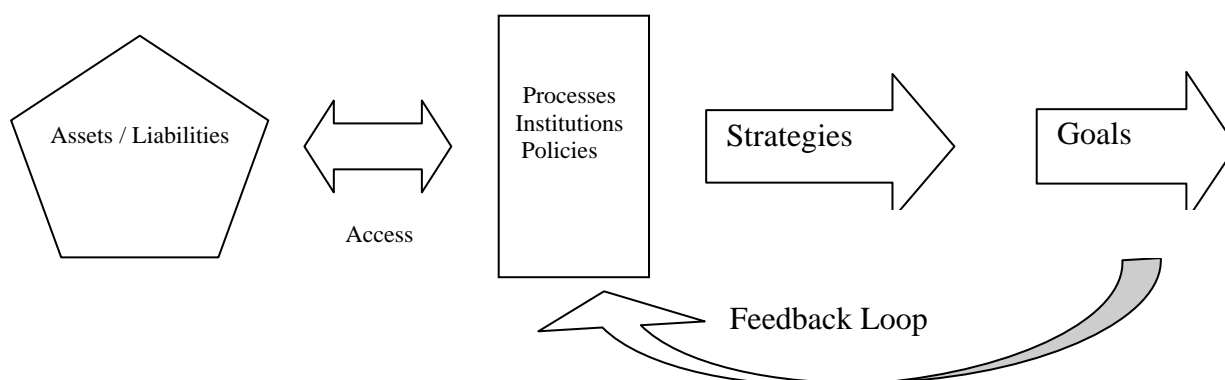 Assets / Liabilities
Access
Processes
Institutions
Policies
Strategies
Goals
Feedback Loop